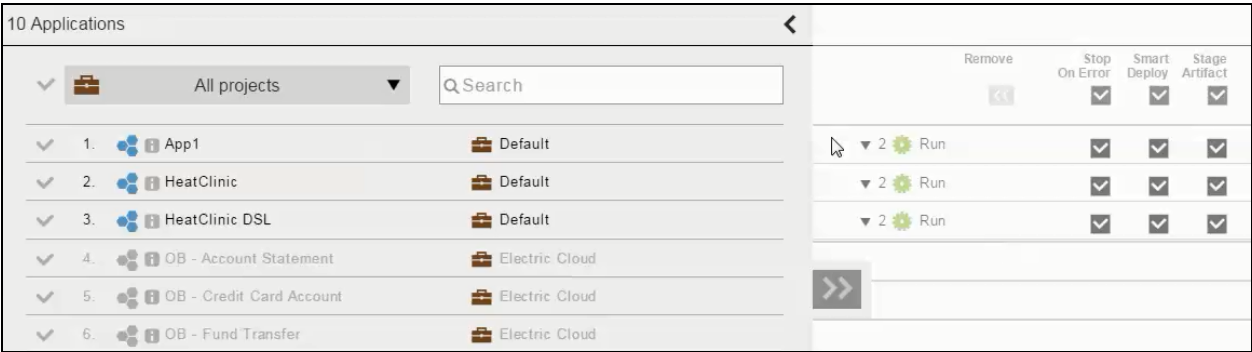 10 Applications
Remove Stop On Error Smart Deploy Stage Artifact
All projects Search
1. App1 Default 2 Run
2. HeatClinic Default 2 Run
3. HeatClinic DSL Default 2 Run
4. OB - Account Statement Electric Cloud
5. OB - Credit Card Account Electric Cloud
6. OB - Fund Transfer Electric Cloud